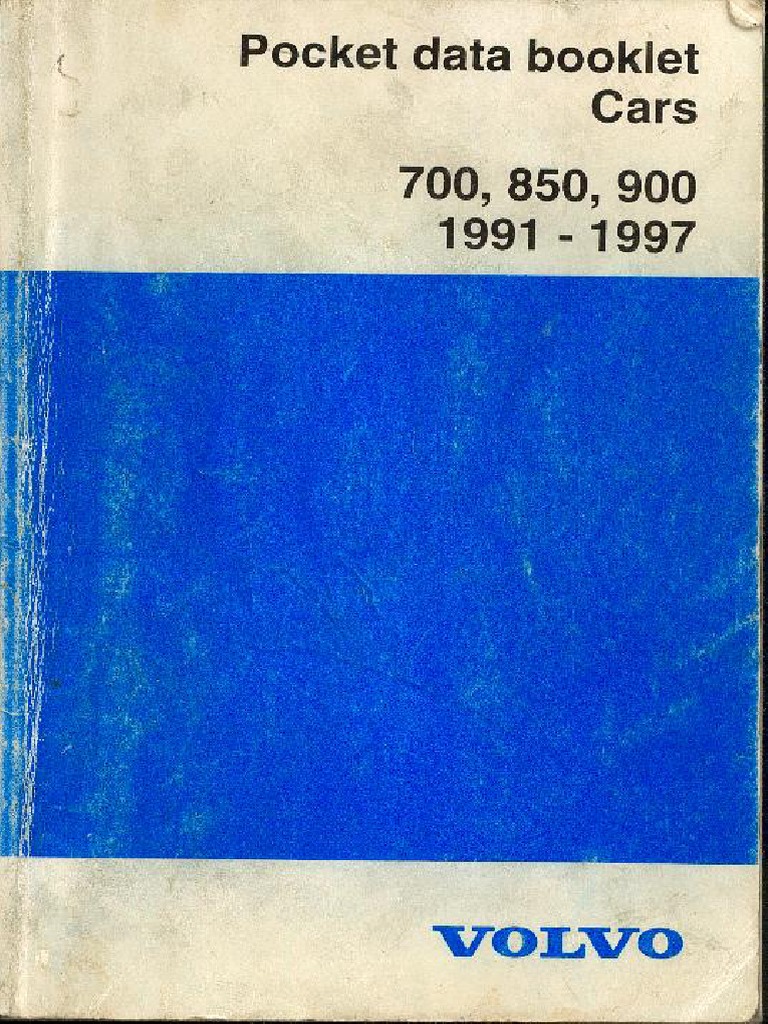 Pocket data booklet
Cars
700, 850, 900
1991 - 1997
VOLVO